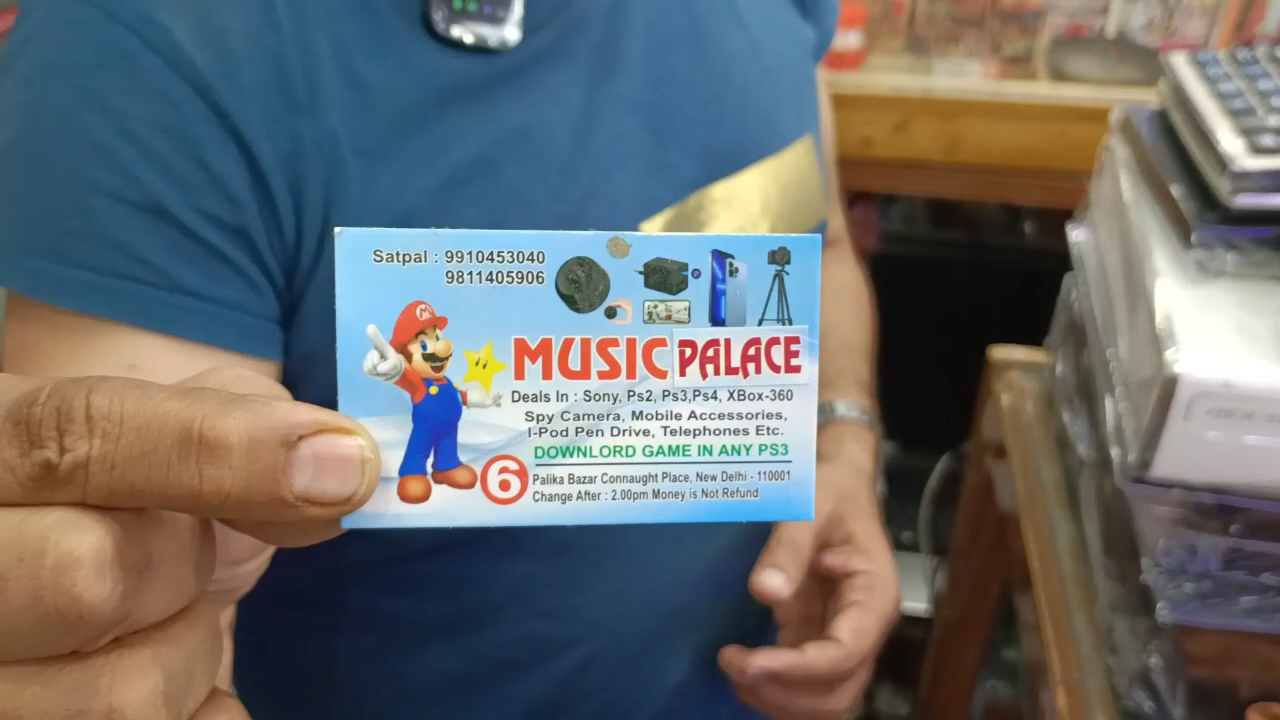 Satpal : 9910453040
9811405906
M
MUSIC PALACE
Deals In : Sony, Ps2, Ps3,Ps4, XBox-360
Spy Camera, Mobile Accessories,
I-Pod Pen Drive, Telephones Etc.
DOWNLORD GAME IN ANY PS3
6
Palika Bazar Connaught Place, New Delhi - 110001
Change After : 2.00pm Money is Not Refund